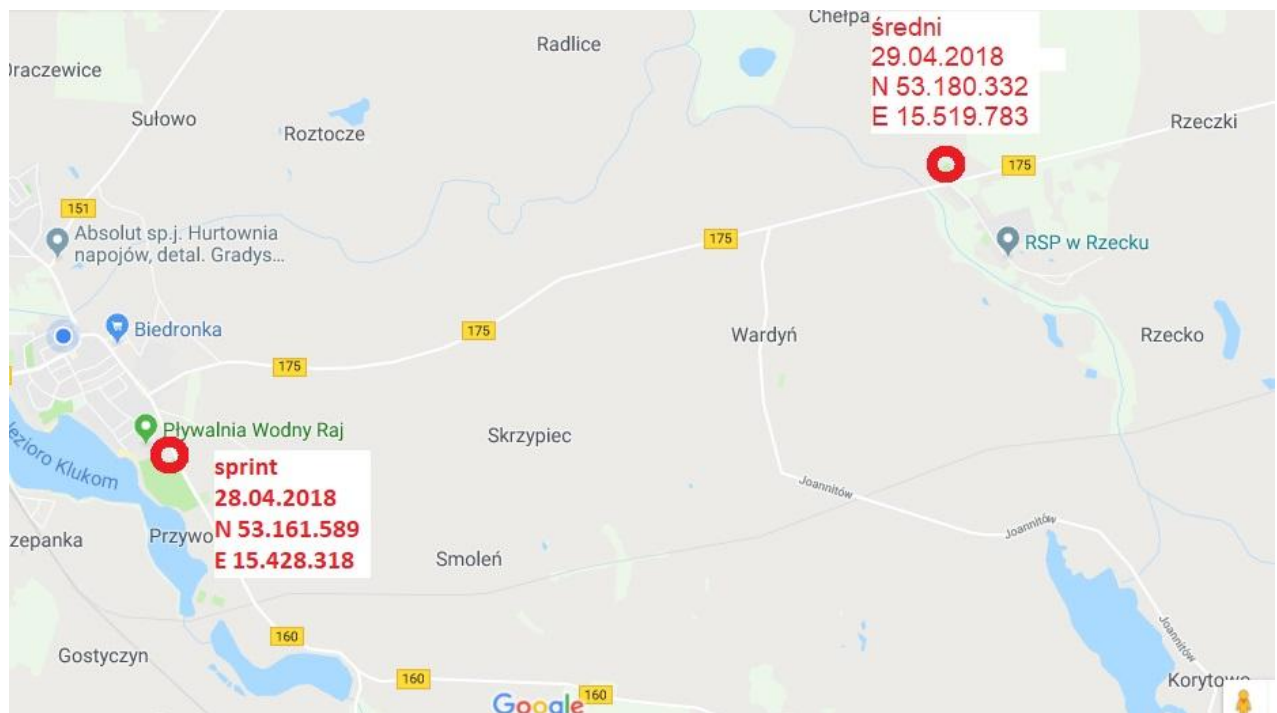 Chełpa
średni
29.04.2018
N 53.180.332
E 15.519.783
Radlice
Oraczewice
Sułowo
Roztocze
Rzeczki
175
151
Absolut sp.j. Hurtownia
napojów, detal. Gradys...
175
RSP w Rzecku
Biedronka
175
Wardyń
Rzecko
175
Pływalnia Wodny Raj
Skrzypiec
Jezioro Klukom
sprint
28.04.2018
N 53.161.589
E 15.428.318
Joannitów
Joannitów
zepanka
Przywo
Smoleń
160
Gostyczyn
Joannitów
160
Korytowo
Google
160